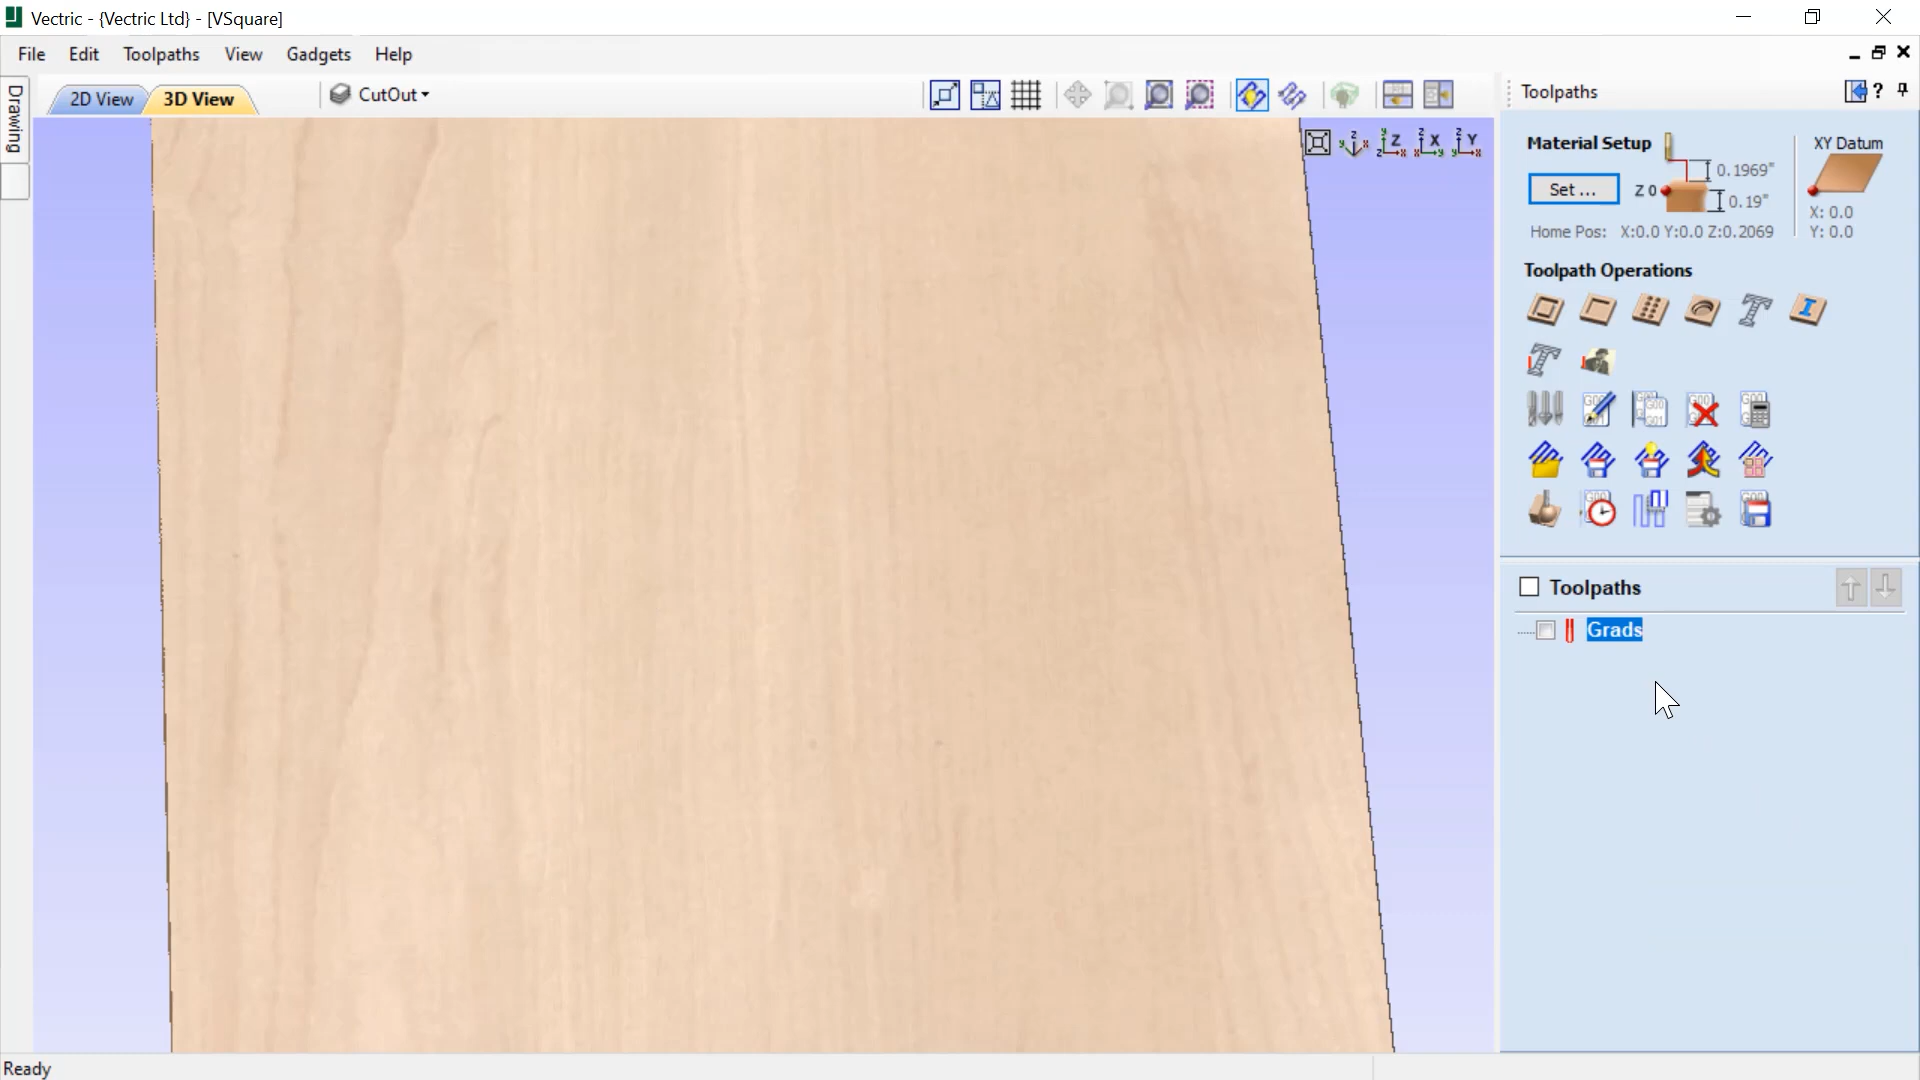 Vectric - {Vectric Ltd} - [VSquare]
File Edit Toolpaths View Gadgets Help
Drawing
2D View 3D View CutOut
Toolpaths
Material Setup
Set ...
Z 0
0.1969"
0.19"
Home Pos: X:0.0 Y:0.0 Z:0.2069
XY Datum
X: 0.0
Y: 0.0
Toolpath Operations
Toolpaths
Grads
Ready